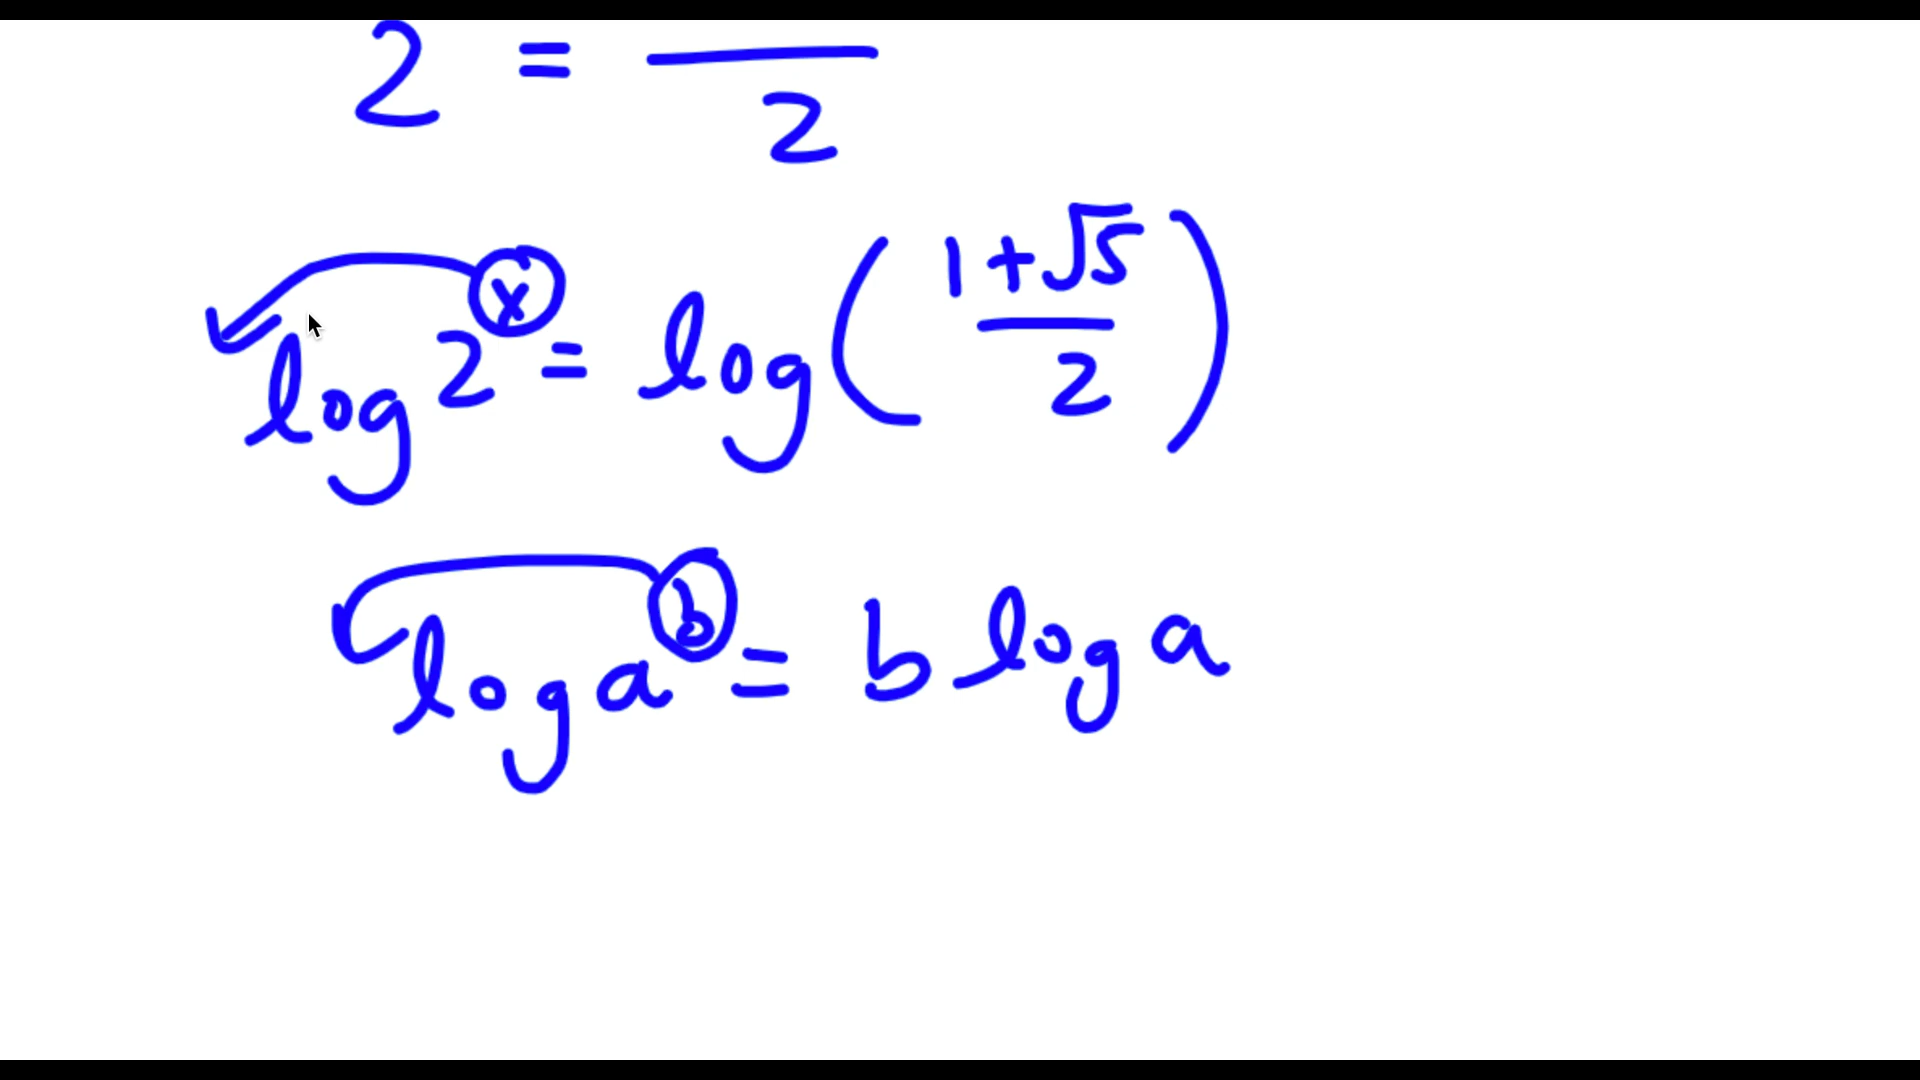 2 = ―/2
log 2^x = log((1+√5)/2)
log a^b = b log a